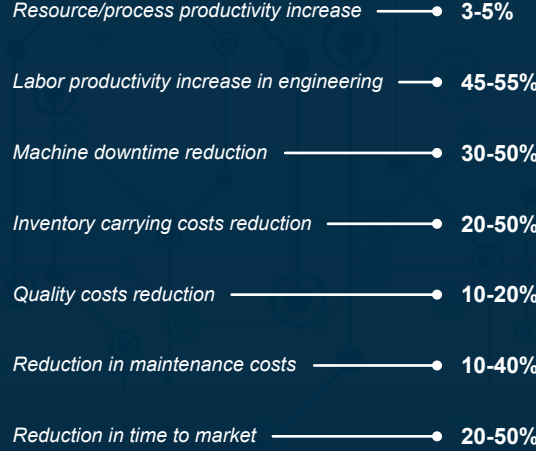 Resource/process productivity increase 3-5%
Labor productivity increase in engineering 45-55%
Machine downtime reduction 30-50%
Inventory carrying costs reduction 20-50%
Quality costs reduction 10-20%
Reduction in maintenance costs 10-40%
Reduction in time to market 20-50%